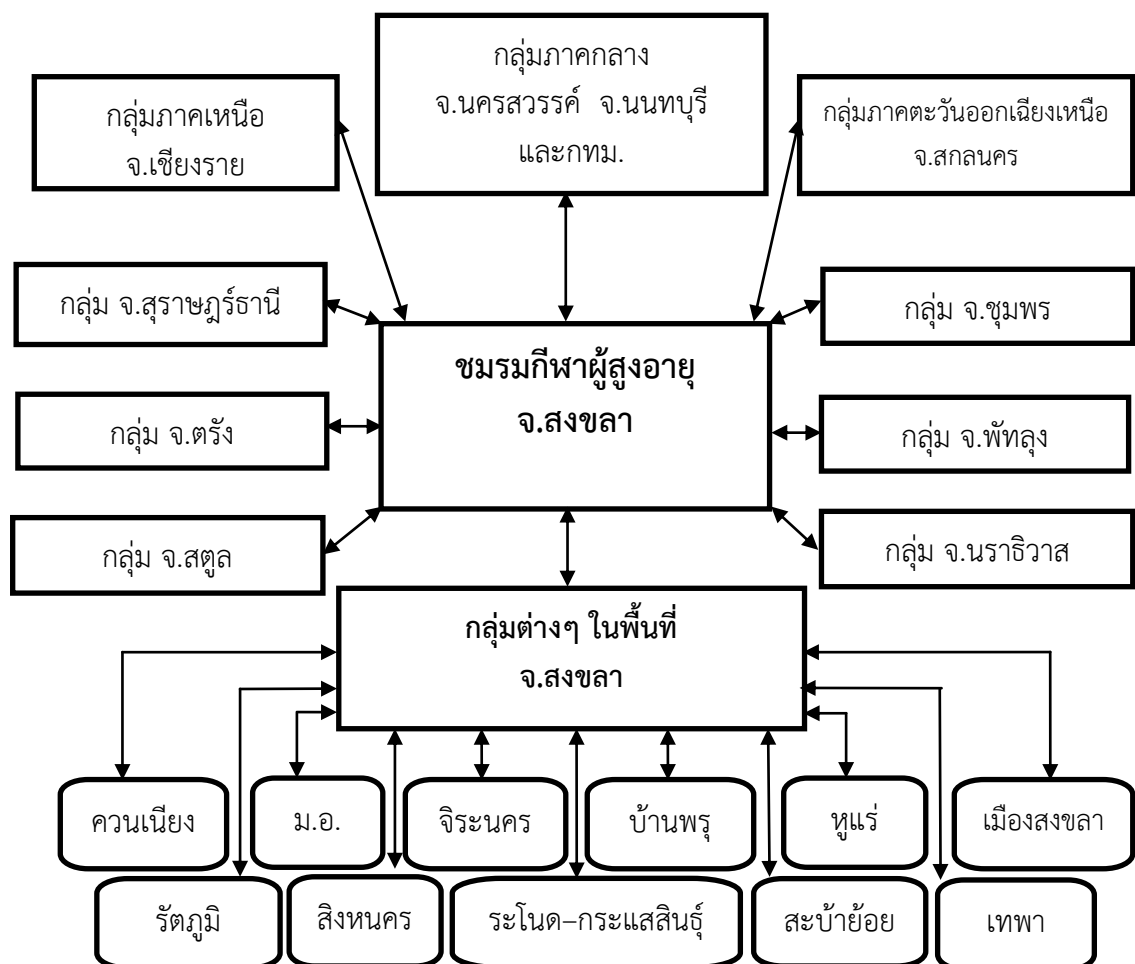 กลุ่มภาคกลาง
จ.นครสวรรค์ จ.นนทบุรี
และกทม.
กลุ่มภาคเหนือ
จ.เชียงราย
กลุ่มภาคตะวันออกเฉียงเหนือ
จ.สกลนคร
กลุ่ม จ.สุราษฎร์ธานี
กลุ่ม จ.ชุมพร
ชมรมกีฬาผู้สูงอายุ
จ.สงขลา
กลุ่ม จ.ตรัง
กลุ่ม จ.พัทลุง
กลุ่ม จ.สตูล
กลุ่ม จ.นราธิวาส
กลุ่มต่างๆ ในพื้นที่
จ.สงขลา
ควนเนียง
ม.อ.
จิระนคร
บ้านพรุ
หูแร่
เมืองสงขลา
รัตภูมิ
สิงหนคร
ระโนด–กระแสสินธุ์
สะบ้าย้อย
เทพา